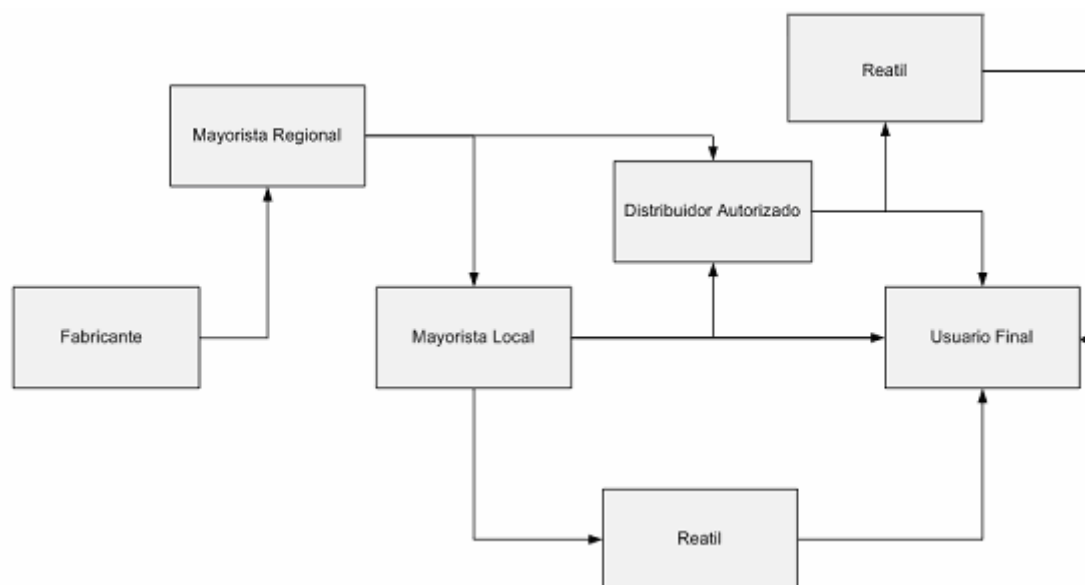 Reatil
Mayorista Regional
Distribuidor Autorizado
Fabricante
Mayorista Local
Usuario Final
Reatil